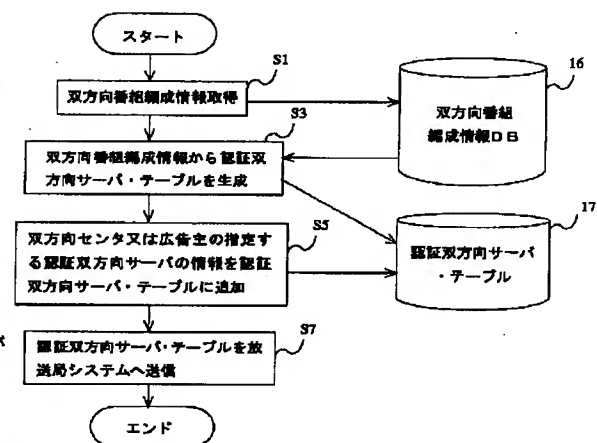 スタート
S1
双方向番組編成情報取得
16
双方向番組
編成情報DB
S3
双方向番組編成情報から認証双
方向サーバ・テーブルを生成
17
認証双方向サーバ
・テーブル
S5
双方向センタ又は広告主の指定す
る認証双方向サーバの情報を認証
双方向サーバ・テーブルに追加
S7
認証双方向サーバ・テーブルを放
送局システムへ送信
エンド